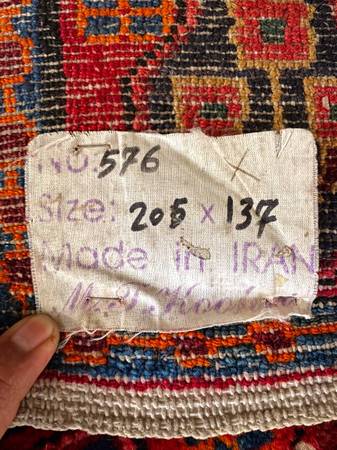 No. 576
Size: 205 x 137
Made in IRAN